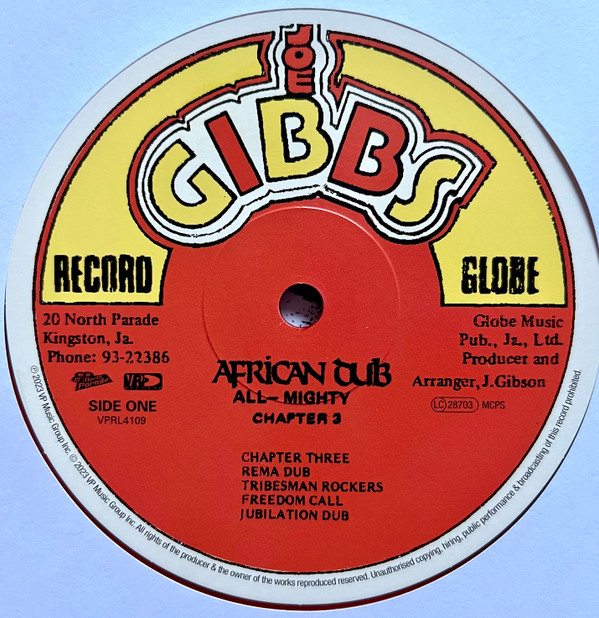 JOE
GIBBS
RECORD
GLOBE
20 North Parade
Kingston, Ja.
Phone: 93-22386
Globe Music
Pub., Ja., Ltd.
Producer and
Arranger, J.Gibson
17 North Parade
VP
SIDE ONE
VPRL4109
LC 28703 MCPS
AFRICAN DUB
ALL-MIGHTY
CHAPTER 3
CHAPTER THREE
REMA DUB
TRIBESMAN ROCKERS
FREEDOM CALL
JUBILATION DUB
℗ 2023 VP Music Group Inc. © 2023 VP Music Group Inc. All rights of the producer & the owner of the works reproduced reserved. Unauthorised copying, hiring, public performance & broadcasting of this record prohibited.